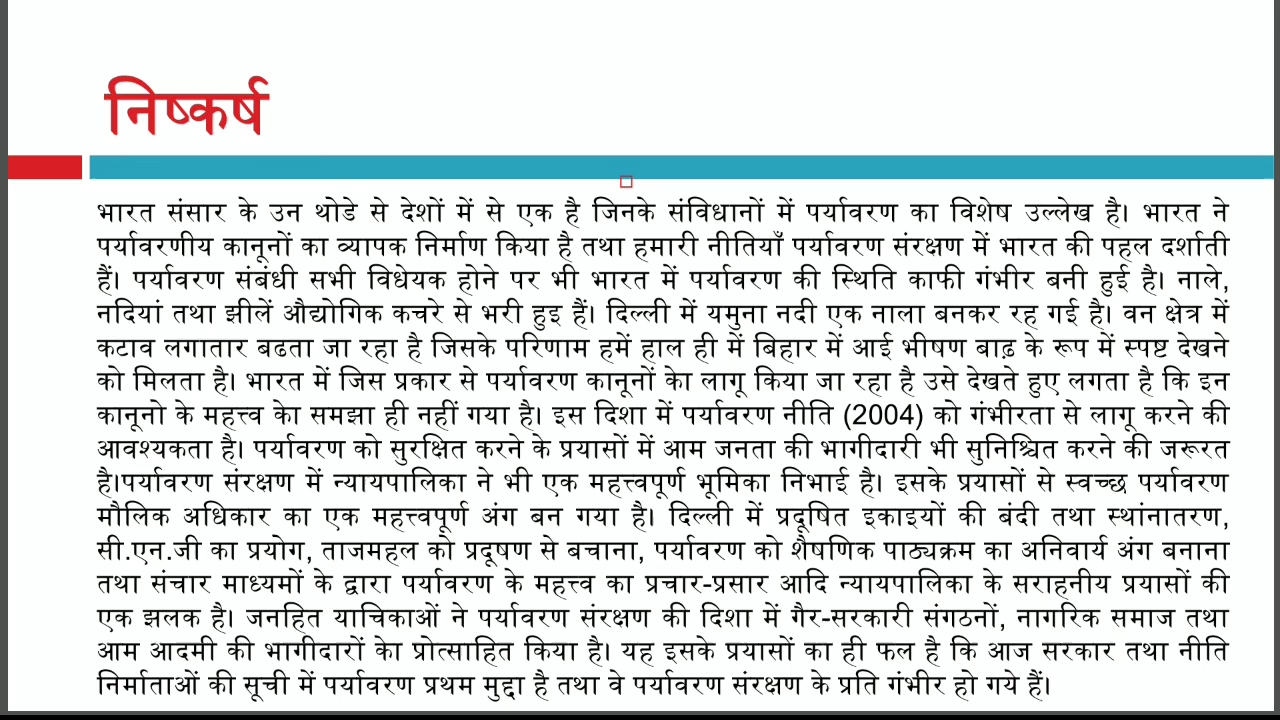 निष्कर्ष
भारत संसार के उन थोडे से देशों में से एक है जिनके संविधानों में पर्यावरण का विशेष उल्लेख है। भारत ने
पर्यावरणीय कानूनों का व्यापक निर्माण किया है तथा हमारी नीतियाँ पर्यावरण संरक्षण में भारत की पहल दर्शाती
हैं। पर्यावरण संबंधी सभी विधेयक होने पर भी भारत में पर्यावरण की स्थिति काफी गंभीर बनी हुई है। नाले,
नदियां तथा झीलें औद्योगिक कचरे से भरी हुइ हैं। दिल्ली में यमुना नदी एक नाला बनकर रह गई है। वन क्षेत्र में
कटाव लगातार बढता जा रहा है जिसके परिणाम हमें हाल ही में बिहार में आई भीषण बाढ़ के रूप में स्पष्ट देखने
को मिलता है। भारत में जिस प्रकार से पर्यावरण कानूनों केा लागू किया जा रहा है उसे देखते हुए लगता है कि इन
कानूनो के महत्त्व केा समझा ही नहीं गया है। इस दिशा में पर्यावरण नीति (2004) को गंभीरता से लागू करने की
आवश्यकता है। पर्यावरण को सुरक्षित करने के प्रयासों में आम जनता की भागीदारी भी सुनिश्चित करने की जरूरत
है।पर्यावरण संरक्षण में न्यायपालिका ने भी एक महत्त्वपूर्ण भूमिका निभाई है। इसके प्रयासों से स्वच्छ पर्यावरण
मौलिक अधिकार का एक महत्त्वपूर्ण अंग बन गया है। दिल्ली में प्रदूषित इकाइयों की बंदी तथा स्थांनातरण,
सी.एन.जी का प्रयोग, ताजमहल को प्रदूषण से बचाना, पर्यावरण को शैषणिक पाठ्यक्रम का अनिवार्य अंग बनाना
तथा संचार माध्यमों के द्वारा पर्यावरण के महत्त्व का प्रचार-प्रसार आदि न्यायपालिका के सराहनीय प्रयासों की
एक झलक है। जनहित याचिकाओं ने पर्यावरण संरक्षण की दिशा में गैर-सरकारी संगठनों, नागरिक समाज तथा
आम आदमी की भागीदारों केा प्रोत्साहित किया है। यह इसके प्रयासों का ही फल है कि आज सरकार तथा नीति
निर्माताओं की सूची में पर्यावरण प्रथम मुद्दा है तथा वे पर्यावरण संरक्षण के प्रति गंभीर हो गये हैं।